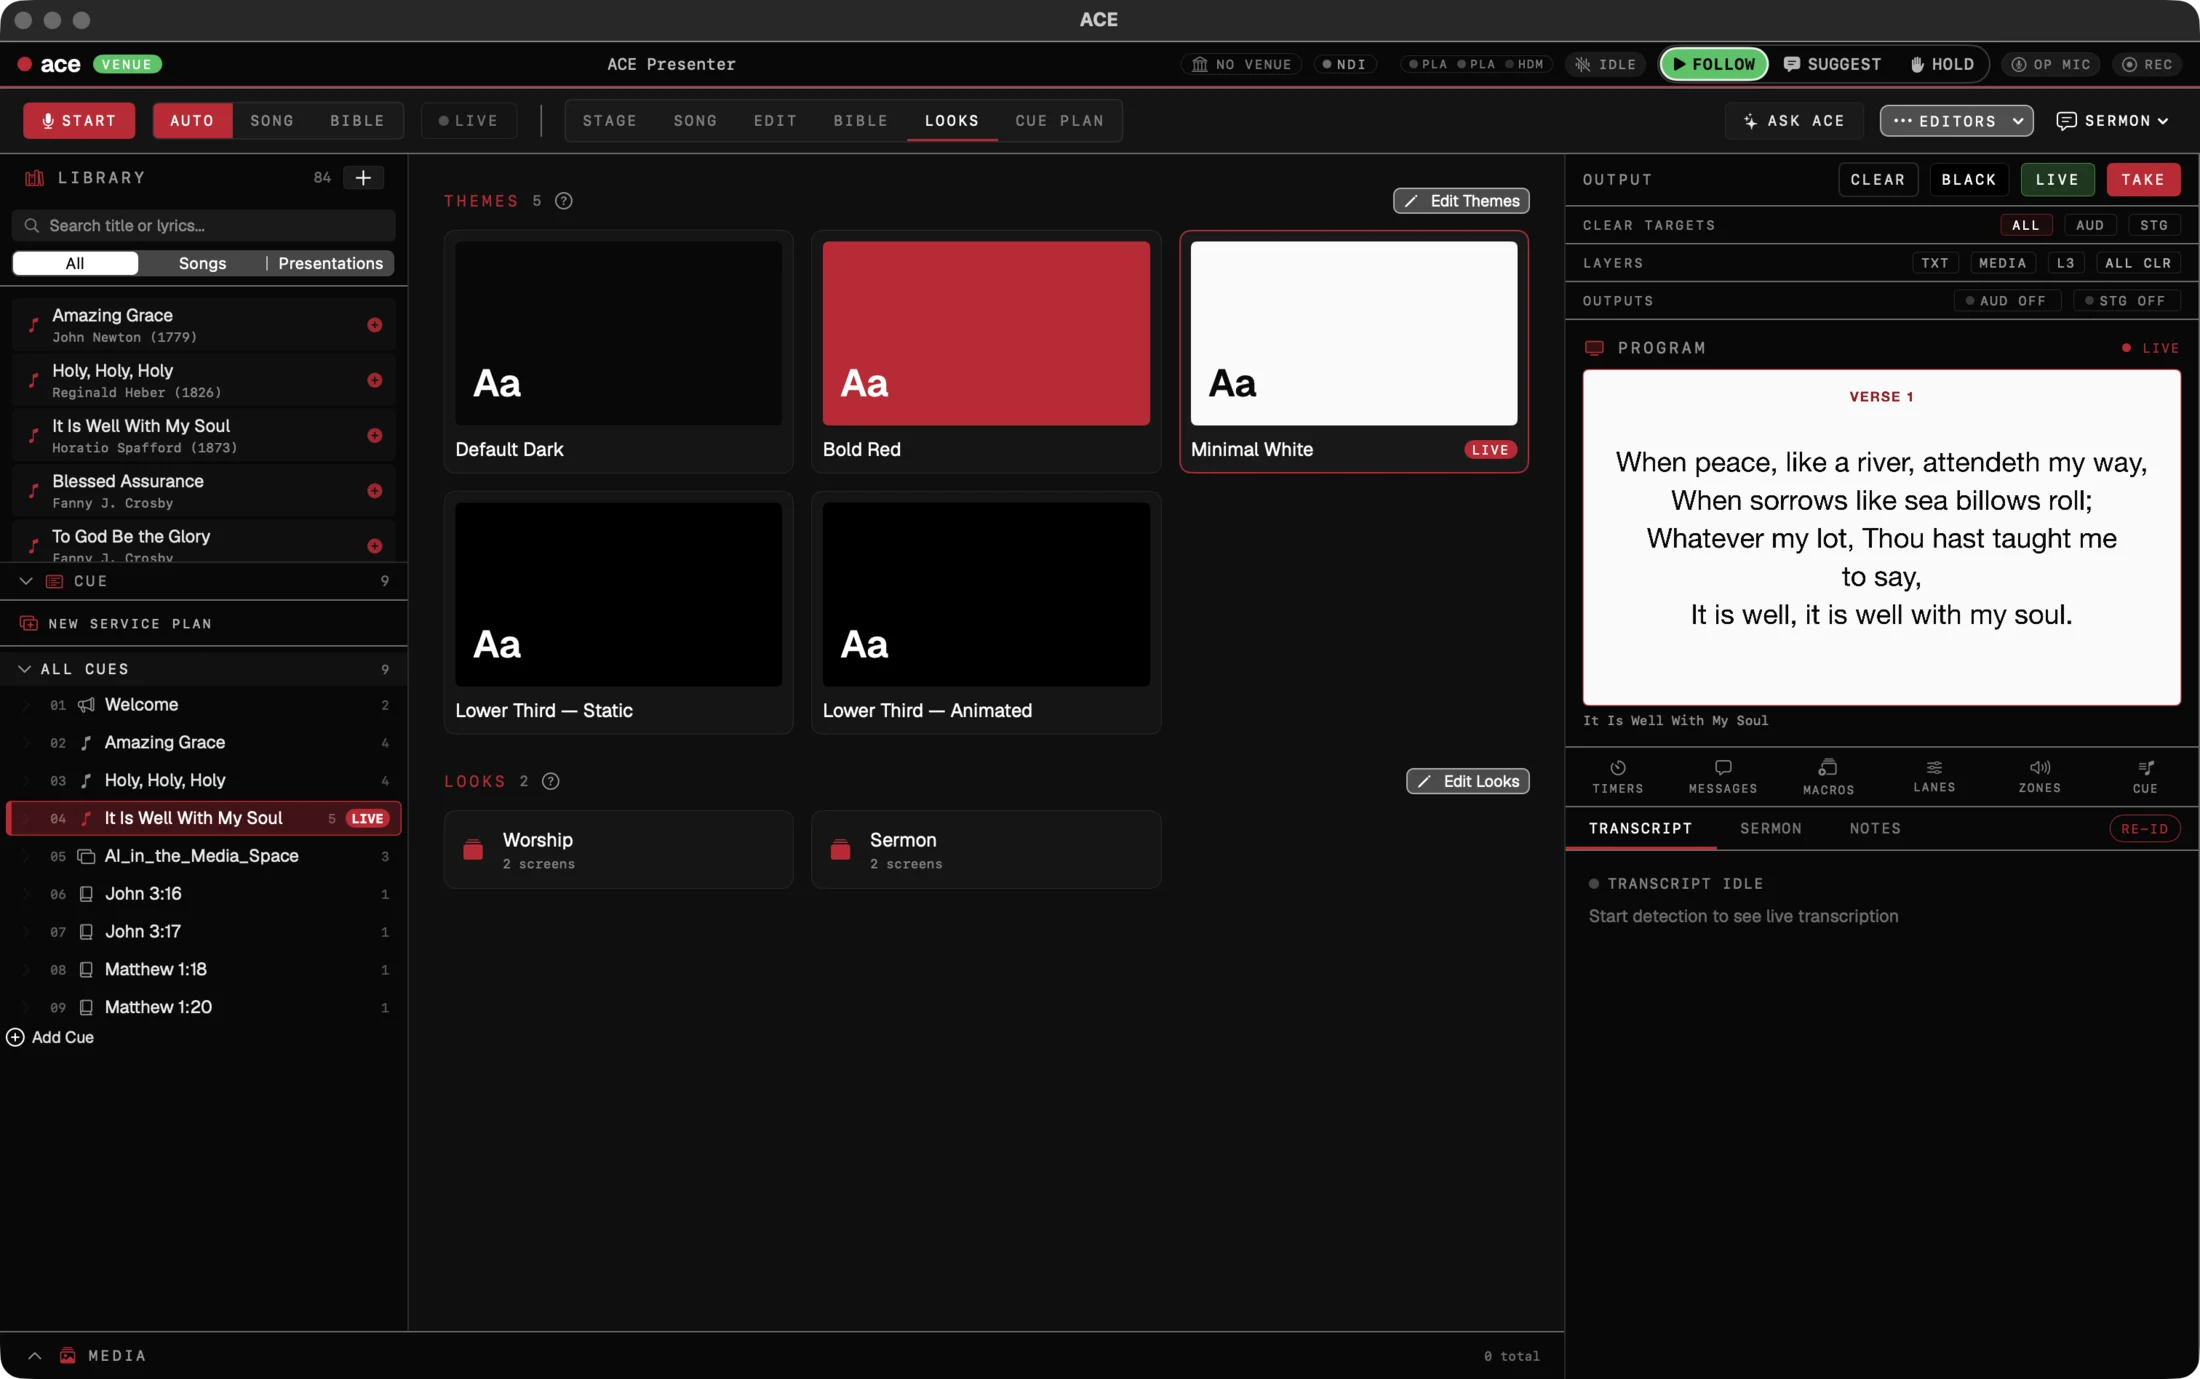 ACE
ace VENUE
ACE Presenter
NO VENUE
NDI
PLA PLA HDM
IDLE
FOLLOW SUGGEST HOLD
OP MIC
REC
START
AUTO SONG BIBLE
LIVE
STAGE SONG EDIT BIBLE LOOKS CUE PLAN
ASK ACE
EDITORS
SERMON
LIBRARY 84
Search title or lyrics...
All Songs Presentations
Amazing Grace
John Newton (1779)
Holy, Holy, Holy
Reginald Heber (1826)
It Is Well With My Soul
Horatio Spafford (1873)
Blessed Assurance
Fanny J. Crosby
To God Be the Glory
Fanny J. Crosby
CUE 9
NEW SERVICE PLAN
ALL CUES 9
01 Welcome 2
02 Amazing Grace 4
03 Holy, Holy, Holy 4
04 It Is Well With My Soul 5 LIVE
05 AI_in_the_Media_Space 3
06 John 3:16 1
07 John 3:17 1
08 Matthew 1:18 1
09 Matthew 1:20 1
Add Cue
THEMES 5 ?
Edit Themes
Aa
Default Dark
Aa
Bold Red
Aa
Minimal White LIVE
Aa
Lower Third — Static
Aa
Lower Third — Animated
LOOKS 2 ?
Edit Looks
Worship
2 screens
Sermon
2 screens
MEDIA
0 total
OUTPUT CLEAR BLACK LIVE TAKE
CLEAR TARGETS ALL AUD STG
LAYERS TXT MEDIA L3 ALL CLR
OUTPUTS AUD OFF STG OFF
PROGRAM LIVE
VERSE 1
When peace, like a river, attendeth my way,
When sorrows like sea billows roll;
Whatever my lot, Thou hast taught me
to say,
It is well, it is well with my soul.
It Is Well With My Soul
TIMERS MESSAGES MACROS LANES ZONES CUE
TRANSCRIPT SERMON NOTES RE-ID
TRANSCRIPT IDLE
Start detection to see live transcription